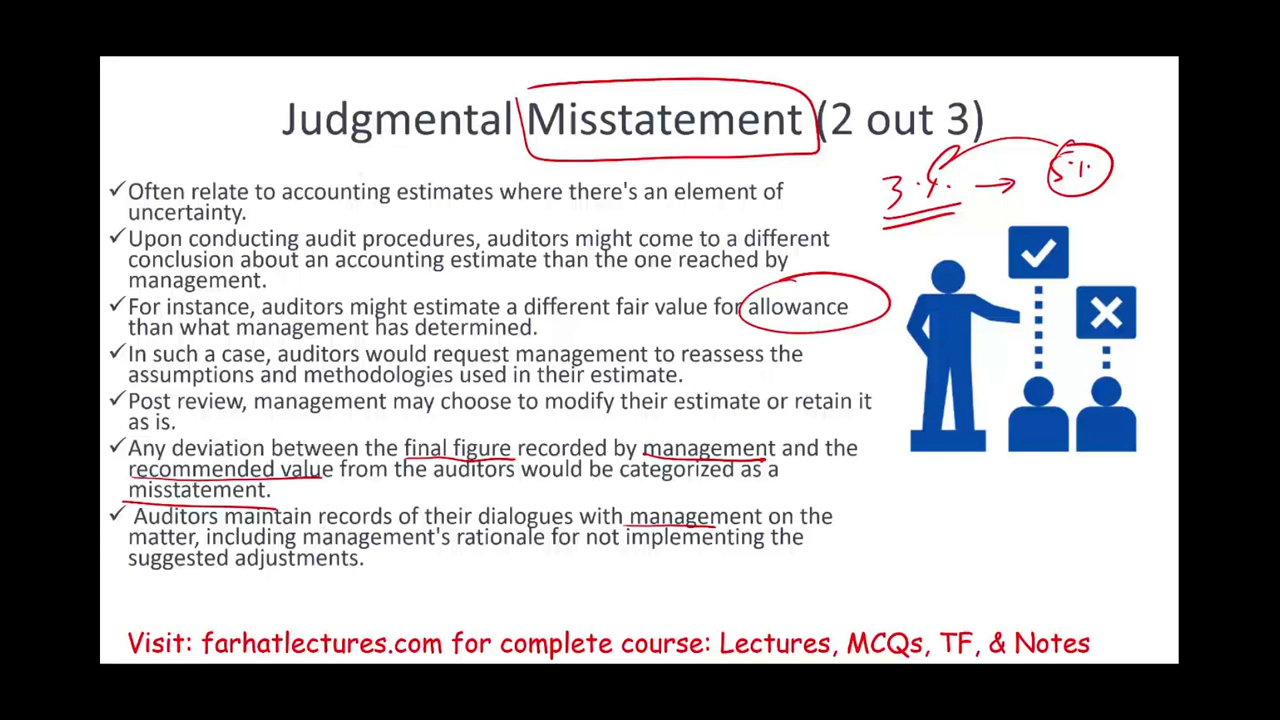 Judgmental Misstatement (2 out 3)
3.%. → 5%
✓Often relate to accounting estimates where there's an element of
uncertainty.
✓Upon conducting audit procedures, auditors might come to a different
conclusion about an accounting estimate than the one reached by
management.
✓For instance, auditors might estimate a different fair value for allowance
than what management has determined.
✓In such a case, auditors would request management to reassess the
assumptions and methodologies used in their estimate.
✓Post review, management may choose to modify their estimate or retain it
as is.
✓Any deviation between the final figure recorded by management and the
recommended value from the auditors would be categorized as a
misstatement.
✓ Auditors maintain records of their dialogues with management on the
matter, including management's rationale for not implementing the
suggested adjustments.
Visit: farhatlectures.com for complete course: Lectures, MCQs, TF, & Notes